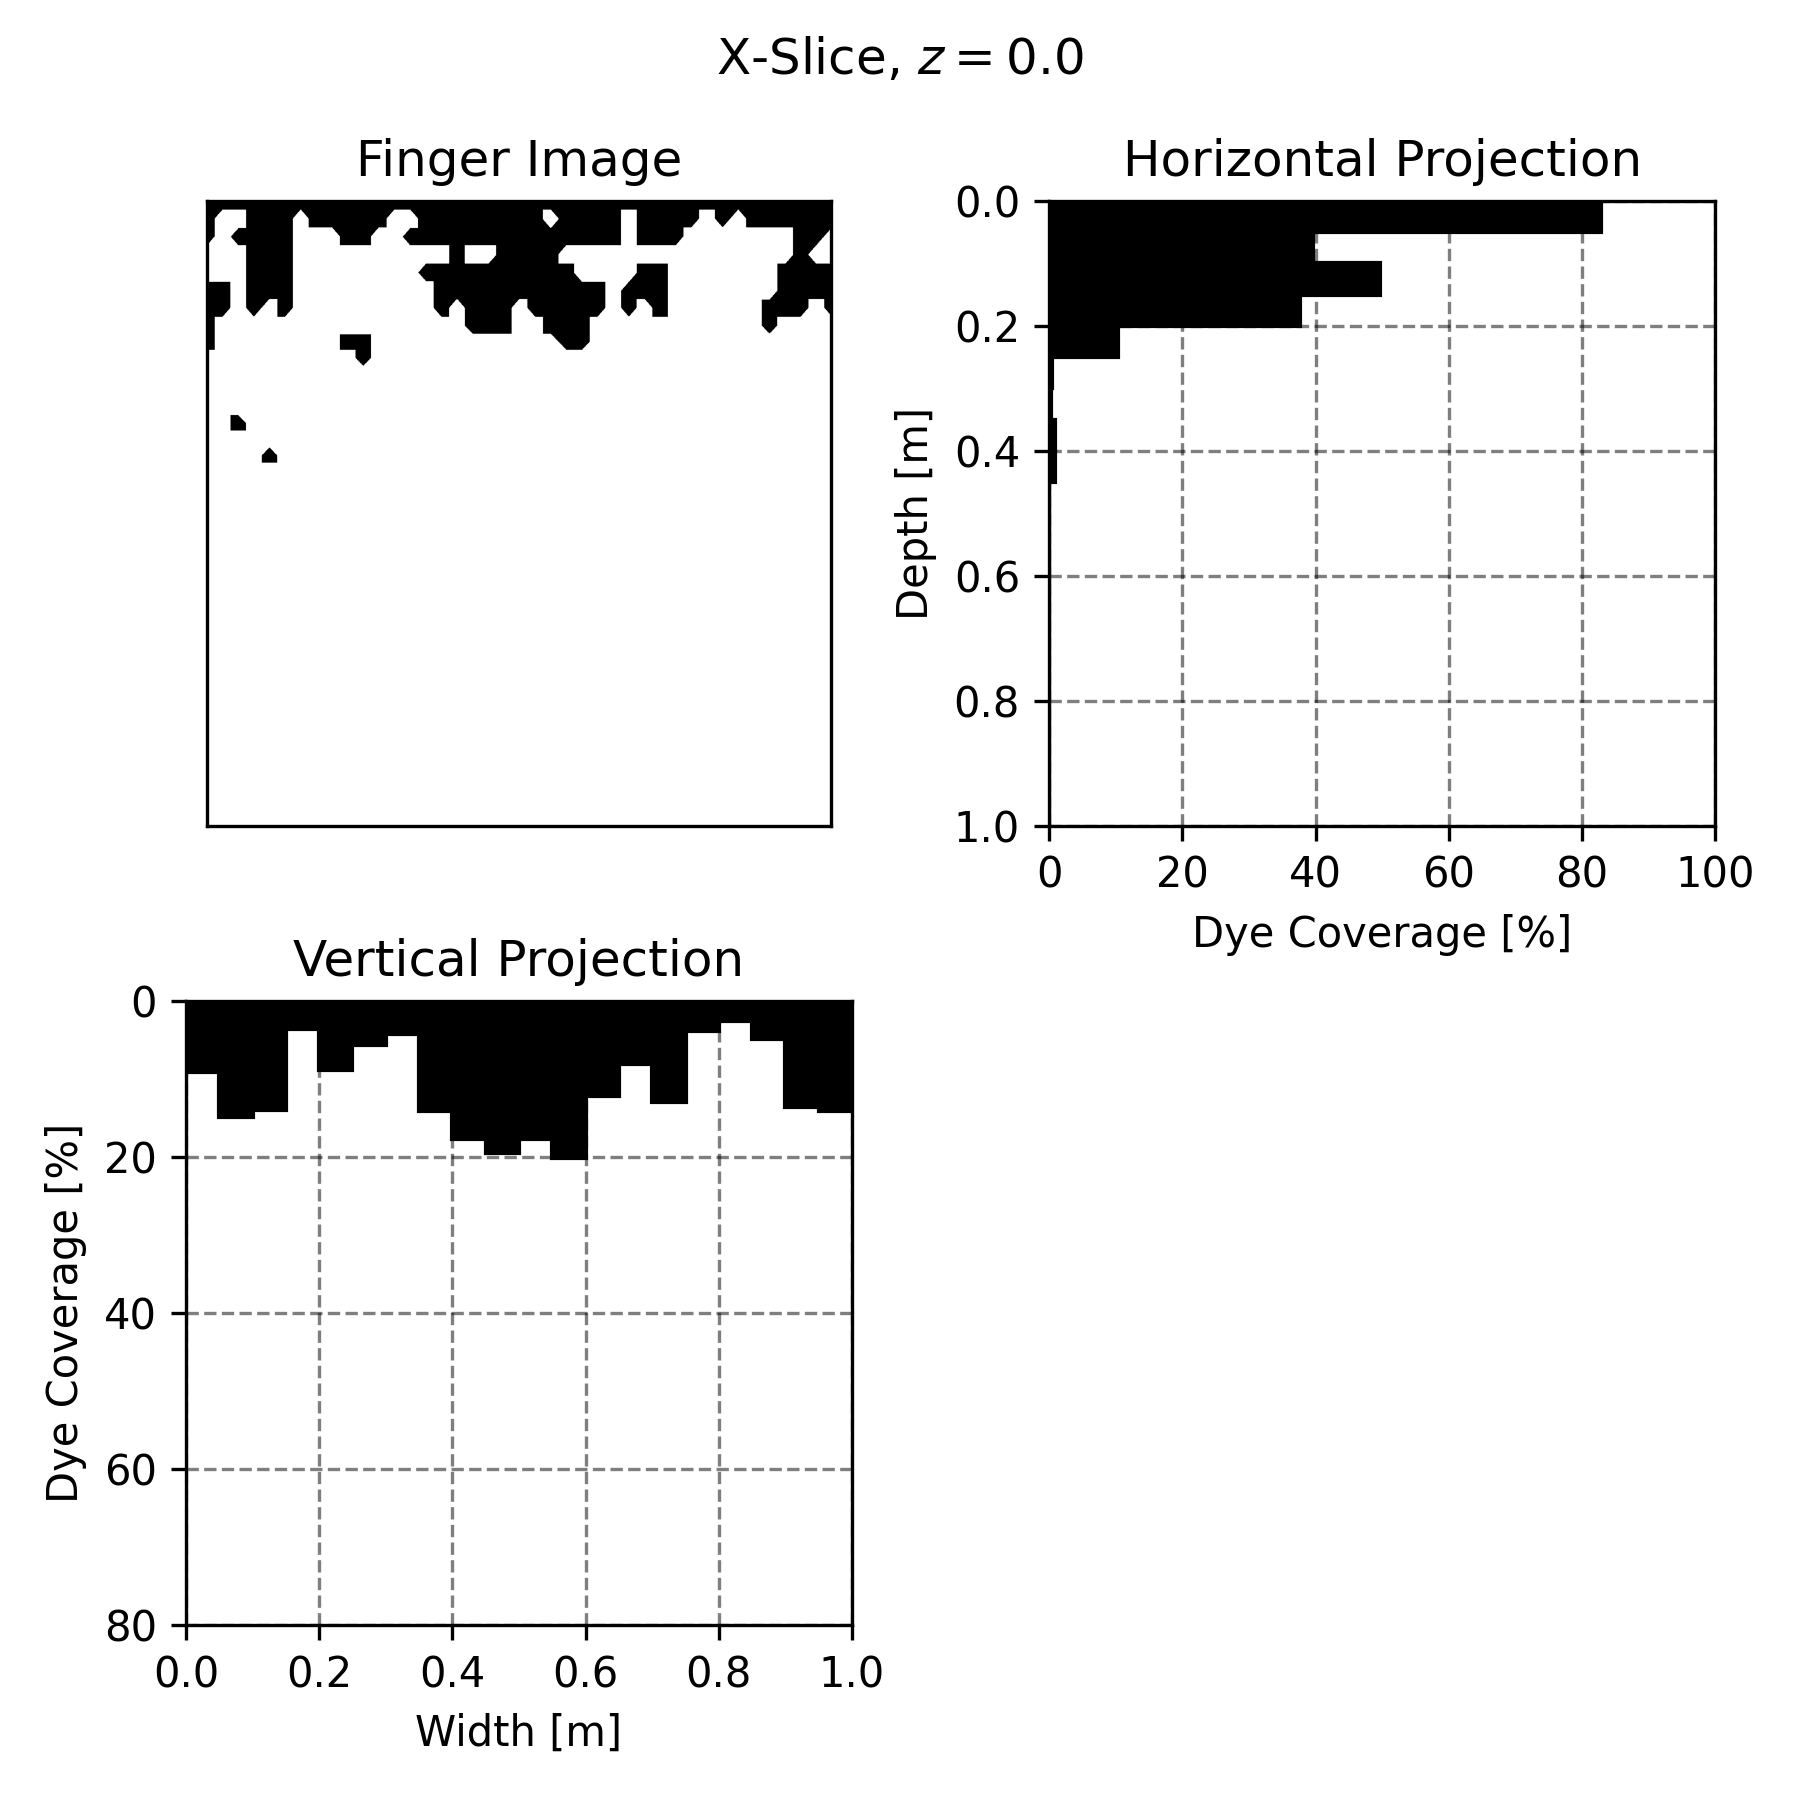 X-Slice, z = 0.0
Finger Image
Horizontal Projection
0.0
0.2
0.4
0.6
0.8
1.0
Depth [m]
0 20 40 60 80 100
Dye Coverage [%]
Vertical Projection
0
20
40
60
80
Dye Coverage [%]
0.0 0.2 0.4 0.6 0.8 1.0
Width [m]